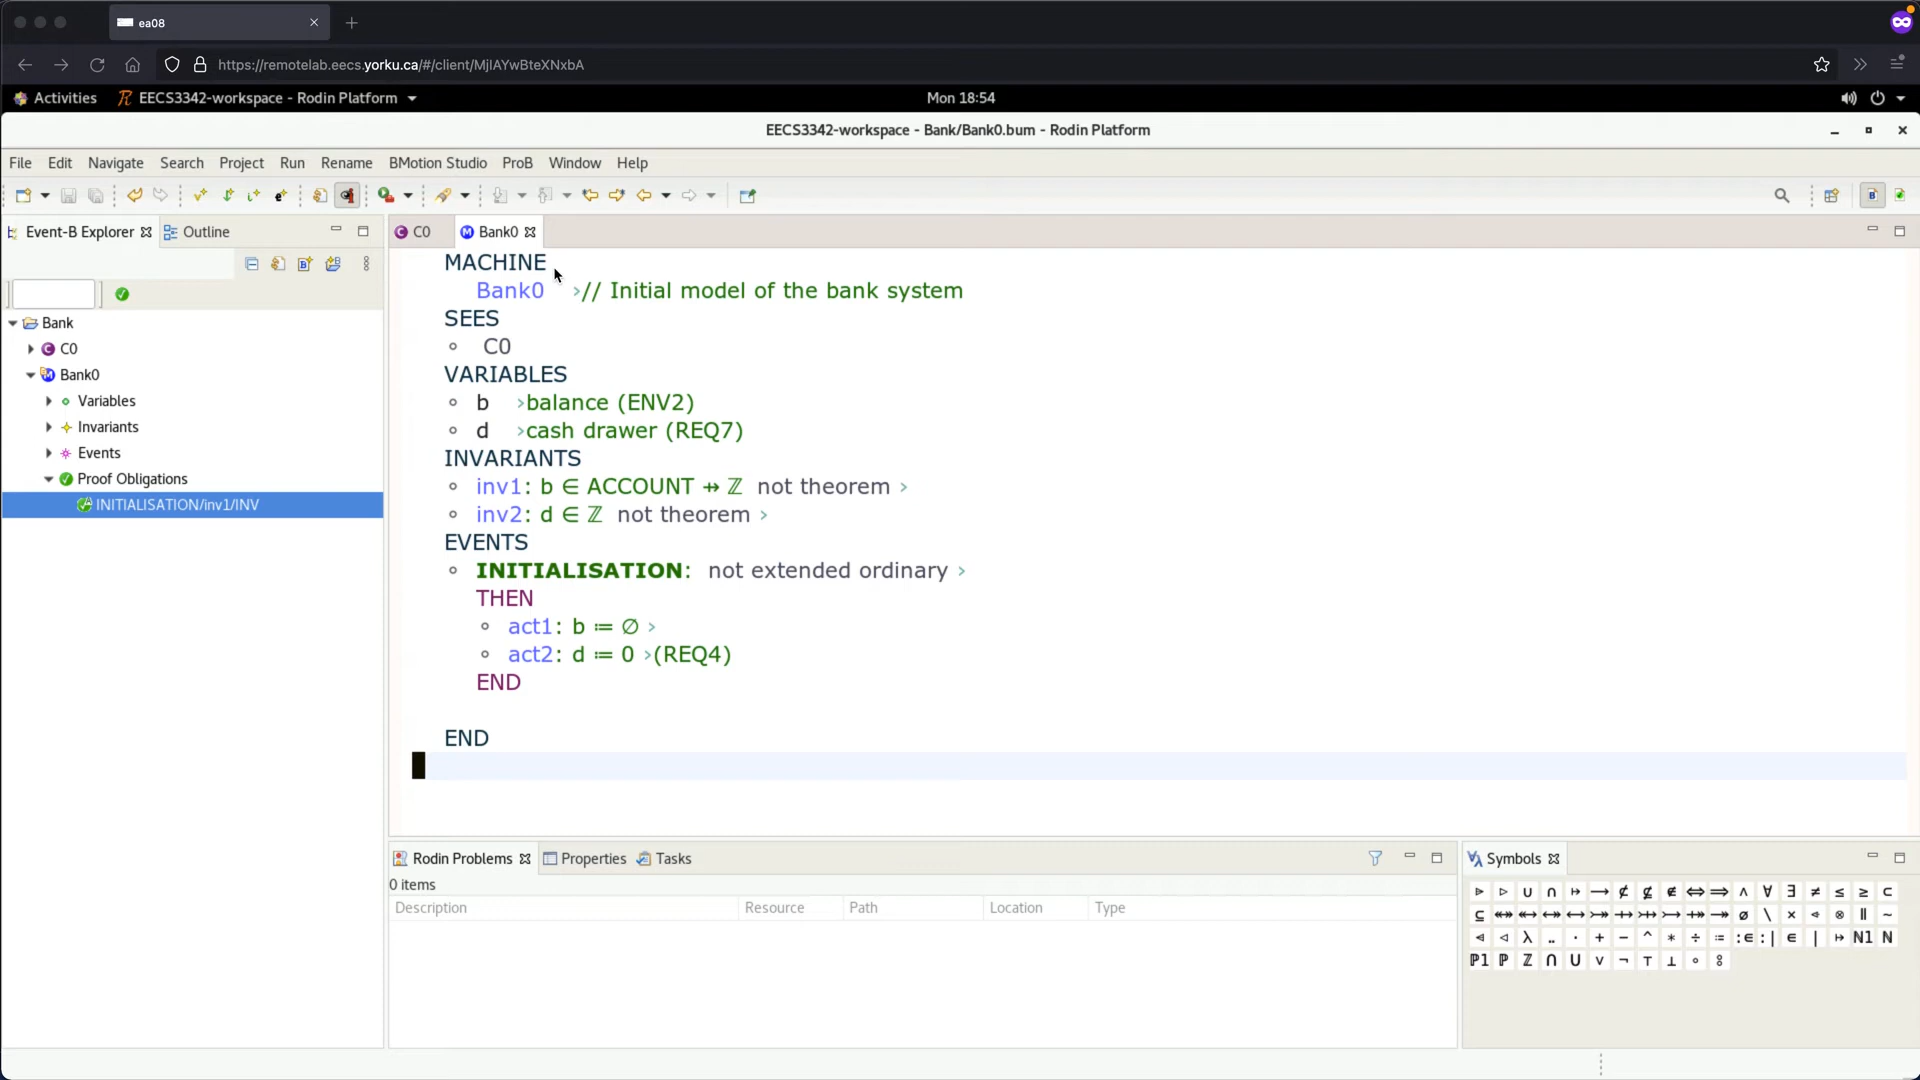 ea08
https://remotelab.eecs.yorku.ca/#/client/MjIAYwBteXNxbA
Activities EECS3342-workspace - Rodin Platform Mon 18:54
EECS3342-workspace - Bank/Bank0.bum - Rodin Platform
File Edit Navigate Search Project Run Rename BMotion Studio ProB Window Help
Event-B Explorer Outline
C0 Bank0
Bank
C0
Bank0
Variables
Invariants
Events
Proof Obligations
INITIALISATION/inv1/INV
MACHINE
Bank0 ›// Initial model of the bank system
SEES
◦ C0
VARIABLES
◦ b ›balance (ENV2)
◦ d ›cash drawer (REQ7)
INVARIANTS
◦ inv1: b ∈ ACCOUNT ⇸ ℤ not theorem ›
◦ inv2: d ∈ ℤ not theorem ›
EVENTS
◦ INITIALISATION: not extended ordinary ›
THEN
◦ act1: b ≔ ∅ ›
◦ act2: d ≔ 0 ›(REQ4)
END
END
Rodin Problems Properties Tasks
0 items
Description Resource Path Location Type
Symbols